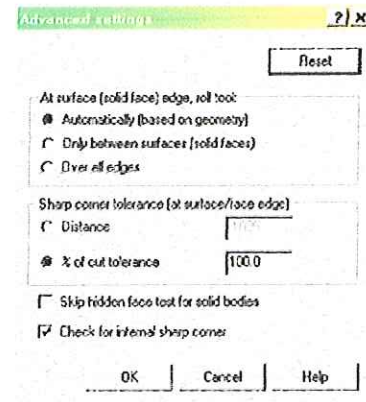 Advanced settings
Reset
At surface (solid face) edge, roll tool:
Automatically (based on geometry)
Only between surfaces (solid faces)
Over all edges
Sharp corner tolerance (at surface/face edge)
Distance
% of cut tolerance 100.0
Skip hidden face test for solid bodies
Check for internal sharp corner
OK Cancel Help